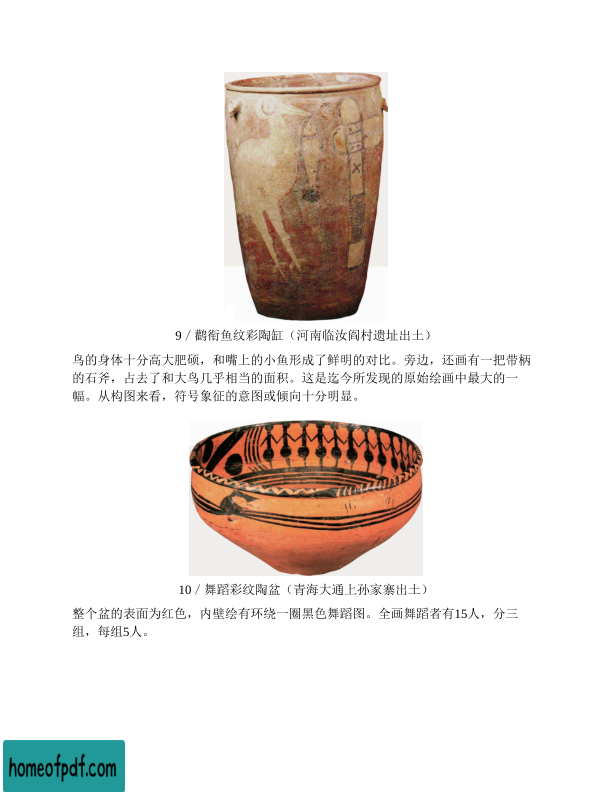 9／鹳衔鱼纹彩陶缸（河南临汝阎村遗址出土）
鸟的身体十分高大肥硕，和嘴上的小鱼形成了鲜明的对比。旁边，还画有一把带柄
的石斧，占去了和大鸟几乎相当的面积。这是迄今所发现的原始绘画中最大的一
幅。从构图来看，符号象征的意图或倾向十分明显。
10／舞蹈彩纹陶盆（青海大通上孙家寨出土）
整个盆的表面为红色，内壁绘有环绕一圈黑色舞蹈图。全画舞蹈者有15人，分三
组，每组5人。
homeofpdf.com